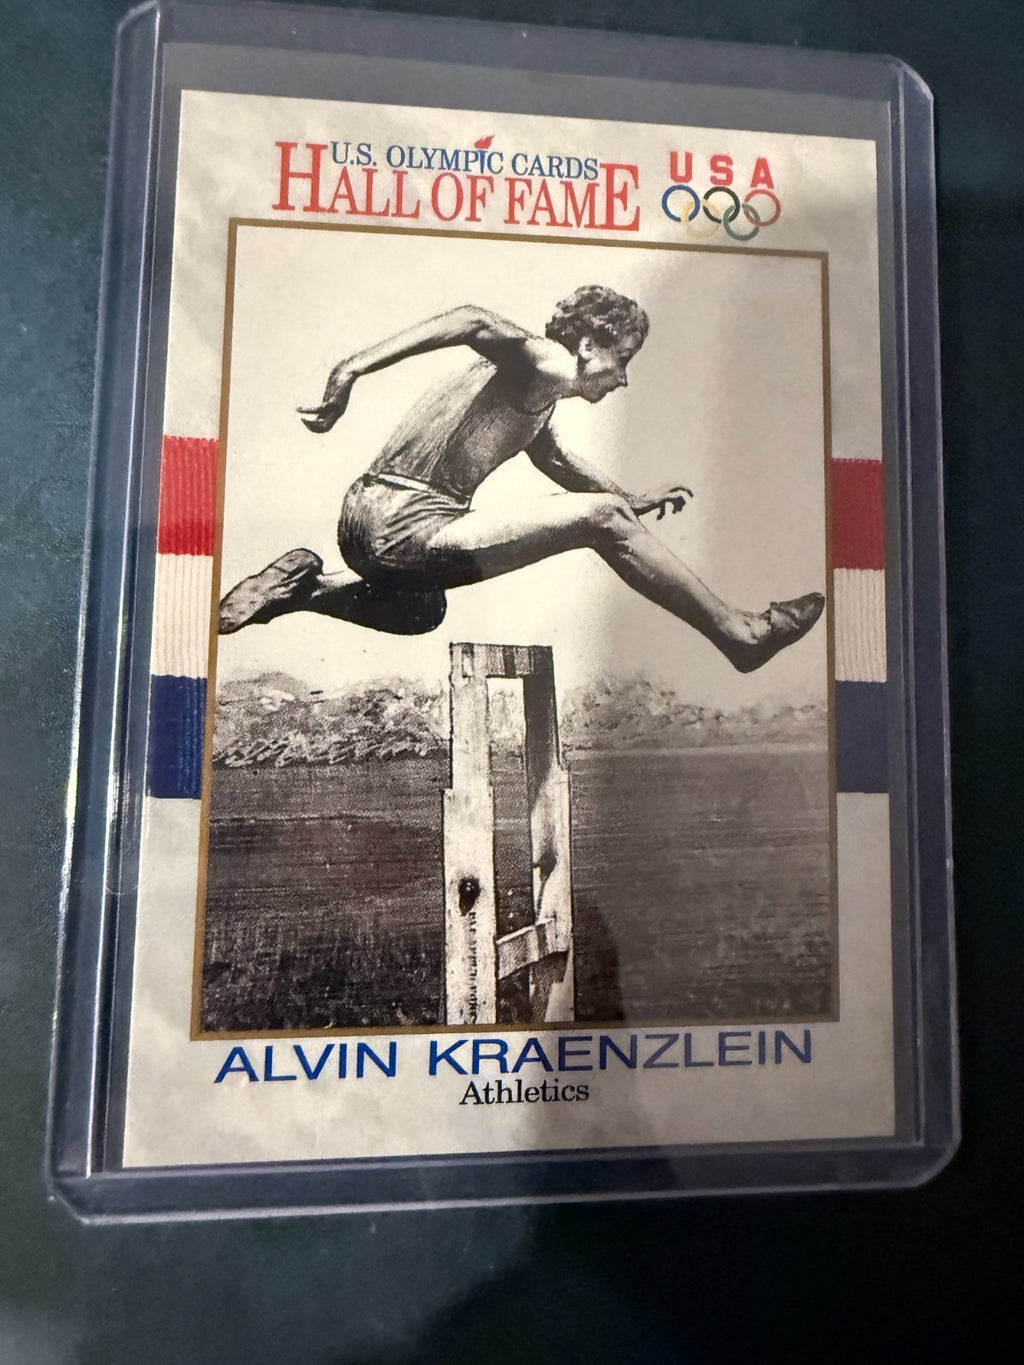 U.S. OLYMPIC CARDS
HALL OF FAME
USA
ALVIN KRAENZLEIN
Athletics